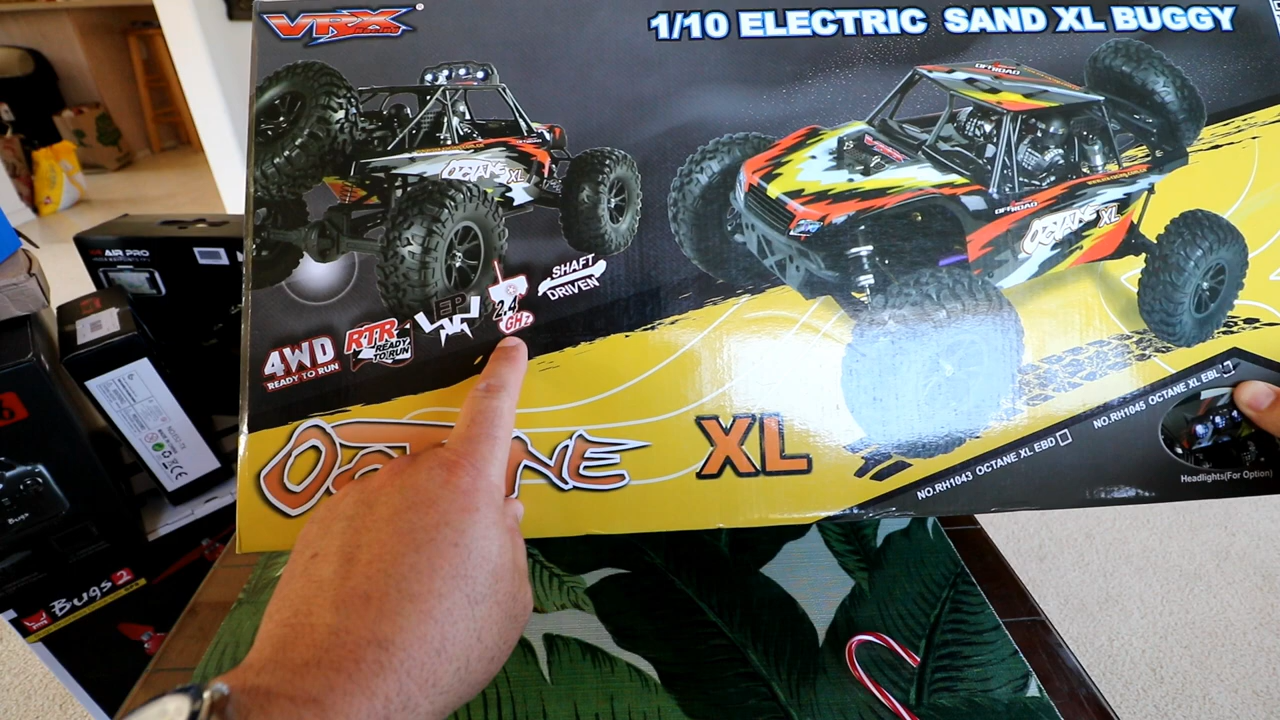 VRX
RACING
1/10 ELECTRIC SAND XL BUGGY
OFFROAD
OCTANE XL
OFFROAD
OCTANE XL
SHAFT
DRIVEN
2.4
GHz
EP
RTR
READY
TO RUN
4WD
READY TO RUN
OCTANE XL
NO.RH1043 OCTANE XL EBD
NO.RH1045 OCTANE XL EBL
Headlights(For Option)
AIR PRO
6
Bugs
Bugs 2